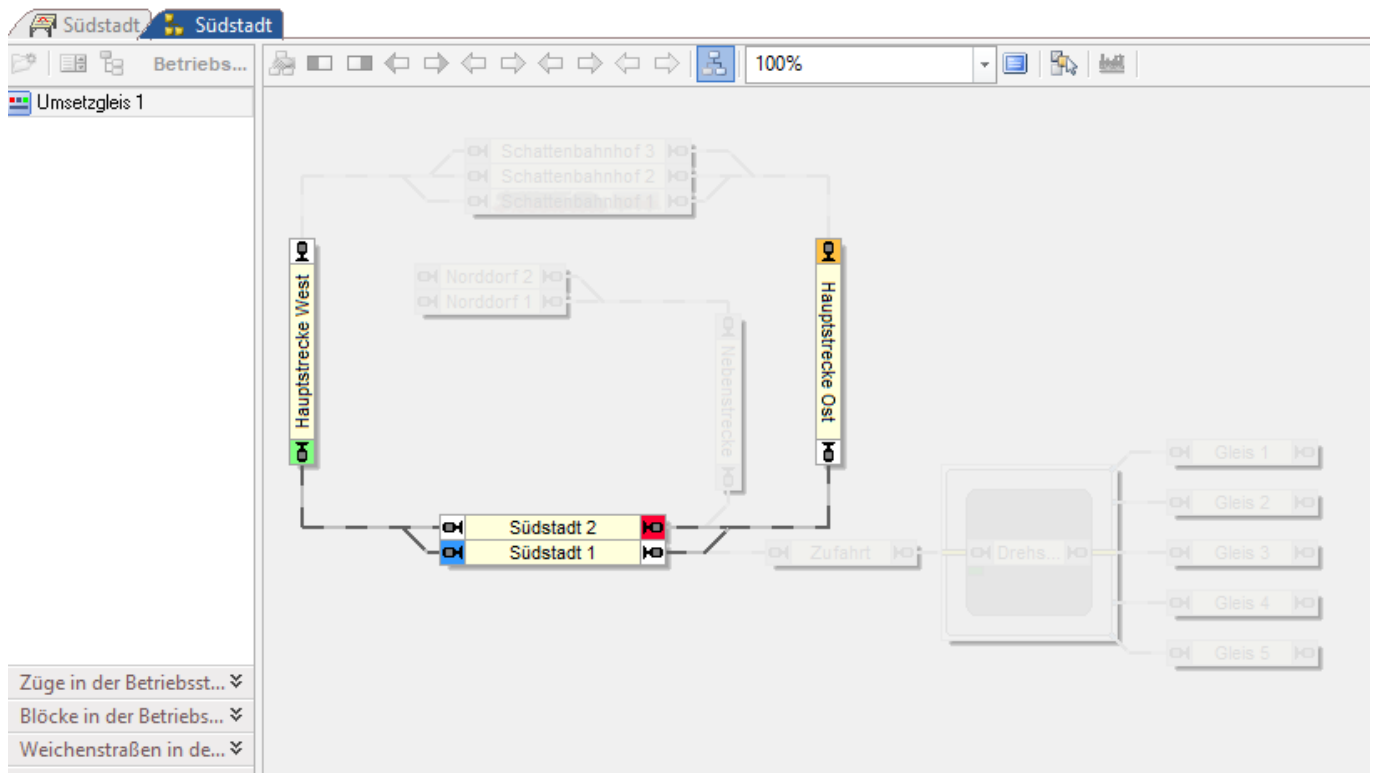 Südstadt
Südstadt
Betriebs...
100%
Umsetzgleis 1
Schattenbahnhof 3
Schattenbahnhof 2
Schattenbahnhof 1
Hauptstrecke West
Norddorf 2
Norddorf 1
Nebenstrecke
Hauptstrecke Ost
Südstadt 2
Südstadt 1
Zufahrt
Drehs...
Gleis 1
Gleis 2
Gleis 3
Gleis 4
Gleis 5
Züge in der Betriebsst...
Blöcke in der Betriebs...
Weichenstraßen in de...